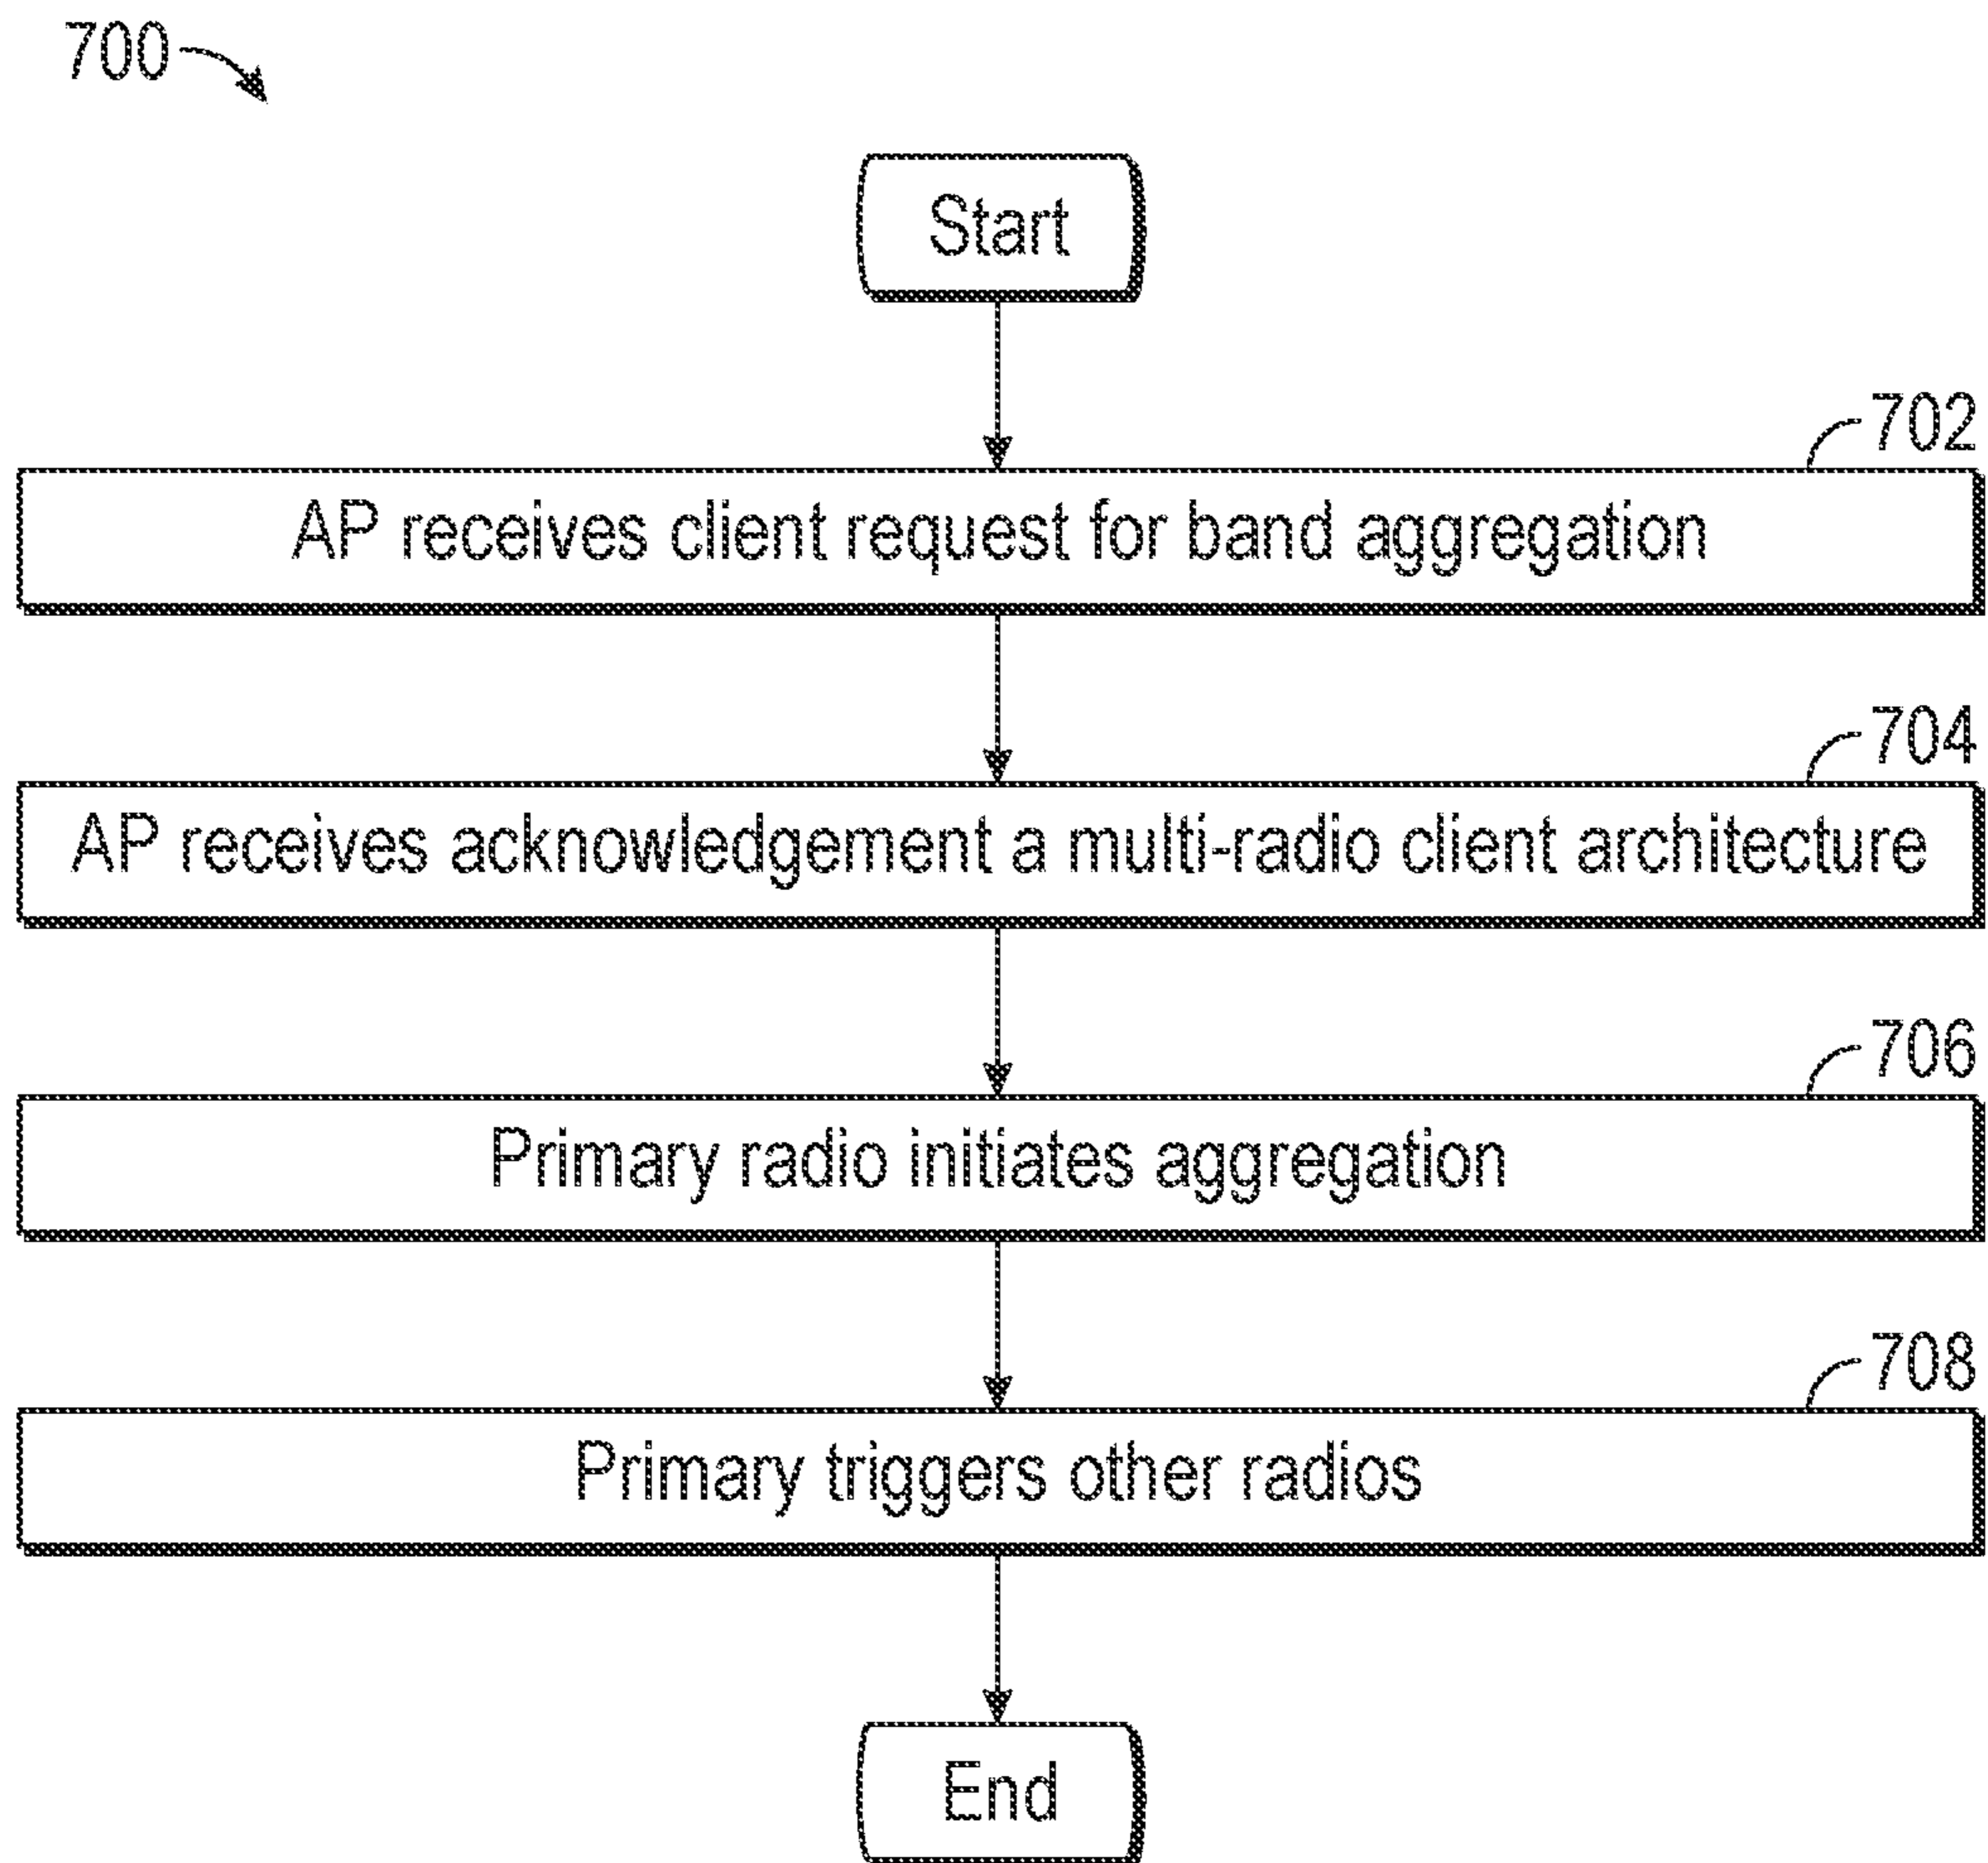 700
Start
702
AP receives client request for band aggregation
704
AP receives acknowledgement a multi-radio client architecture
706
Primary radio initiates aggregation
708
Primary triggers other radios
End